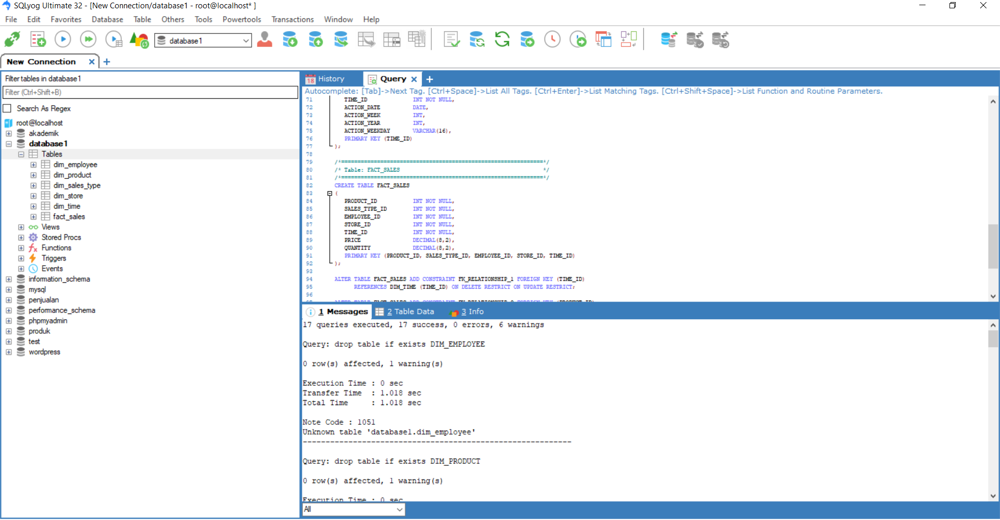 SQLyog Ultimate 32 - [New Connection/database1 - root@localhost* ]
File Edit Favorites Database Table Others Tools Powertools Transactions Window Help
database1
New Connection
Filter tables in database1
Filter (Ctrl+Shift+B)
Search As Regex
root@localhost
akademik
database1
Tables
dim_employee
dim_product
dim_sales_type
dim_store
dim_time
fact_sales
Views
Stored Procs
Functions
Triggers
Events
information_schema
mysql
penjualan
performance_schema
phpmyadmin
produk
test
wordpress
18 History Query
Autocomplete: [Tab]->Next Tag. [Ctrl+Space]->List All Tags. [Ctrl+Enter]->List Matching Tags. [Ctrl+Shift+Space]->List Function and Routine Parameters.
71 TIME_ID INT NOT NULL,
72 ACTION_DATE DATE,
73 ACTION_WEEK INT,
74 ACTION_YEAR INT,
75 ACTION_WEEKDAY VARCHAR(16),
76 PRIMARY KEY (TIME_ID)
77 );
78
79 /*==============================================================*/
80 /* Table: FACT_SALES */
81 /*==============================================================*/
82 CREATE TABLE FACT_SALES
83 (
84 PRODUCT_ID INT NOT NULL,
85 SALES_TYPE_ID INT NOT NULL,
86 EMPLOYEE_ID INT NOT NULL,
87 STORE_ID INT NOT NULL,
88 TIME_ID INT NOT NULL,
89 PRICE DECIMAL(8,2),
90 QUANTITY DECIMAL(8,2),
91 PRIMARY KEY (PRODUCT_ID, SALES_TYPE_ID, EMPLOYEE_ID, STORE_ID, TIME_ID)
92 );
93
94 ALTER TABLE FACT_SALES ADD CONSTRAINT FK_RELATIONSHIP_1 FOREIGN KEY (TIME_ID)
95 REFERENCES DIM_TIME (TIME_ID) ON DELETE RESTRICT ON UPDATE RESTRICT;
96
1 Messages 2 Table Data 3 Info
17 queries executed, 17 success, 0 errors, 6 warnings
Query: drop table if exists DIM_EMPLOYEE
0 row(s) affected, 1 warning(s)
Execution Time : 0 sec
Transfer Time : 1.018 sec
Total Time : 1.018 sec
Note Code : 1051
Unknown table 'database1.dim_employee'
-----------------------------------------------------------
Query: drop table if exists DIM_PRODUCT
0 row(s) affected, 1 warning(s)
Execution Time : 0 sec
All